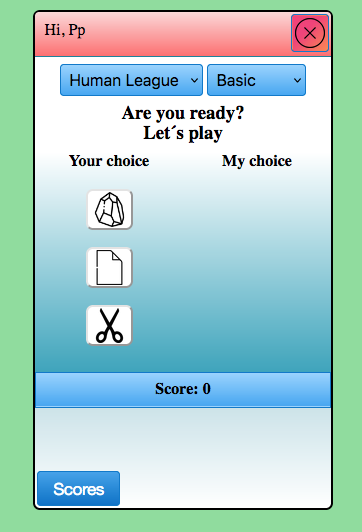 Hi, Pp
Human League Basic
Are you ready?
Let´s play
Your choice My choice
Score: 0
Scores